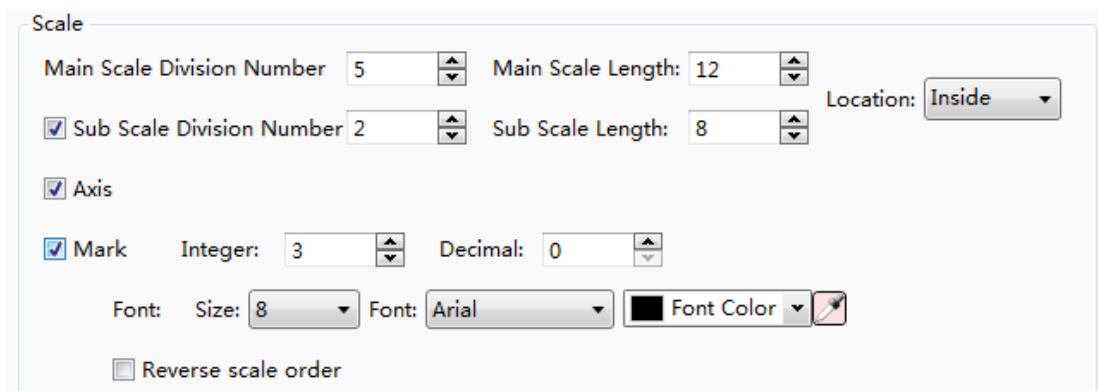 Scale
Main Scale Division Number 5 Main Scale Length: 12
Location: Inside
Sub Scale Division Number 2 Sub Scale Length: 8
Axis
Mark Integer: 3 Decimal: 0
Font: Size: 8 Font: Arial Font Color
Reverse scale order